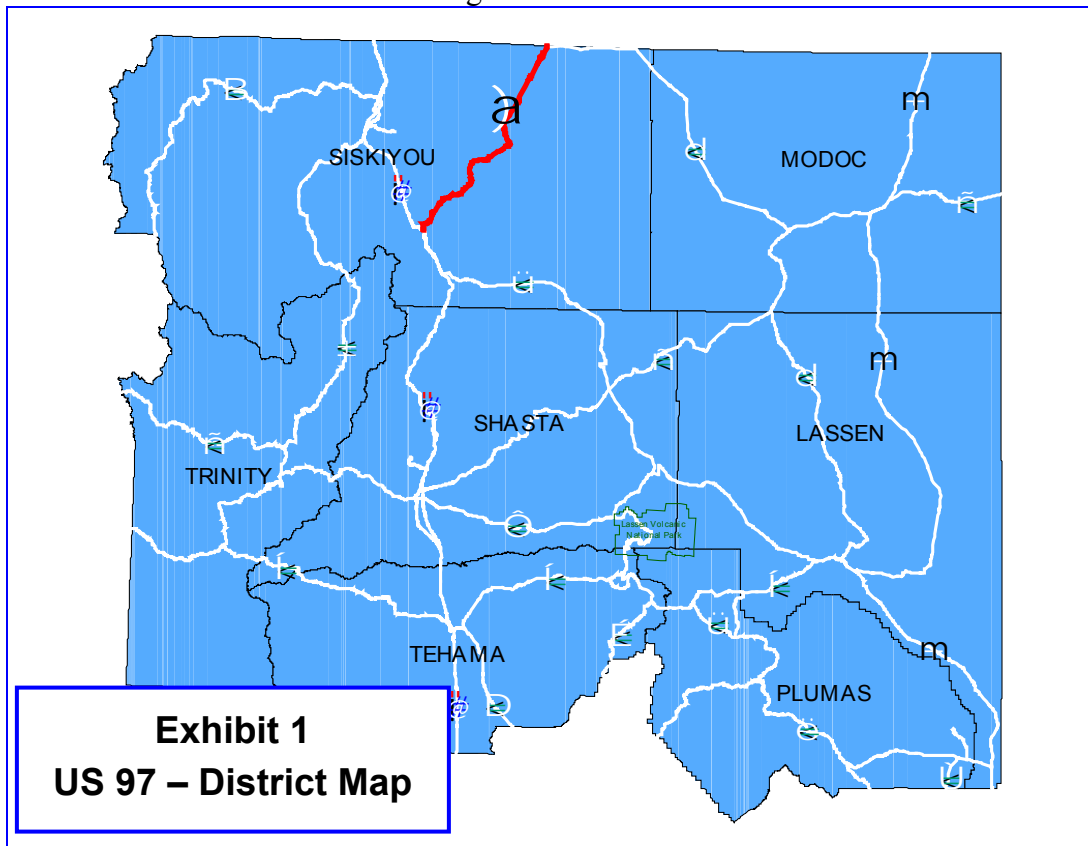 B
a
m
SISKIYOU
MODOC
d
@
ñ
ü
n
m
d
@
SHASTA
LASSEN
ñ
TRINITY
Ô
Lassen Volcanic
National Park
Í
Í
Í
É
ü
TEHAMA
m
PLUMAS
@
D
ö
Exhibit 1
US 97 – District Map